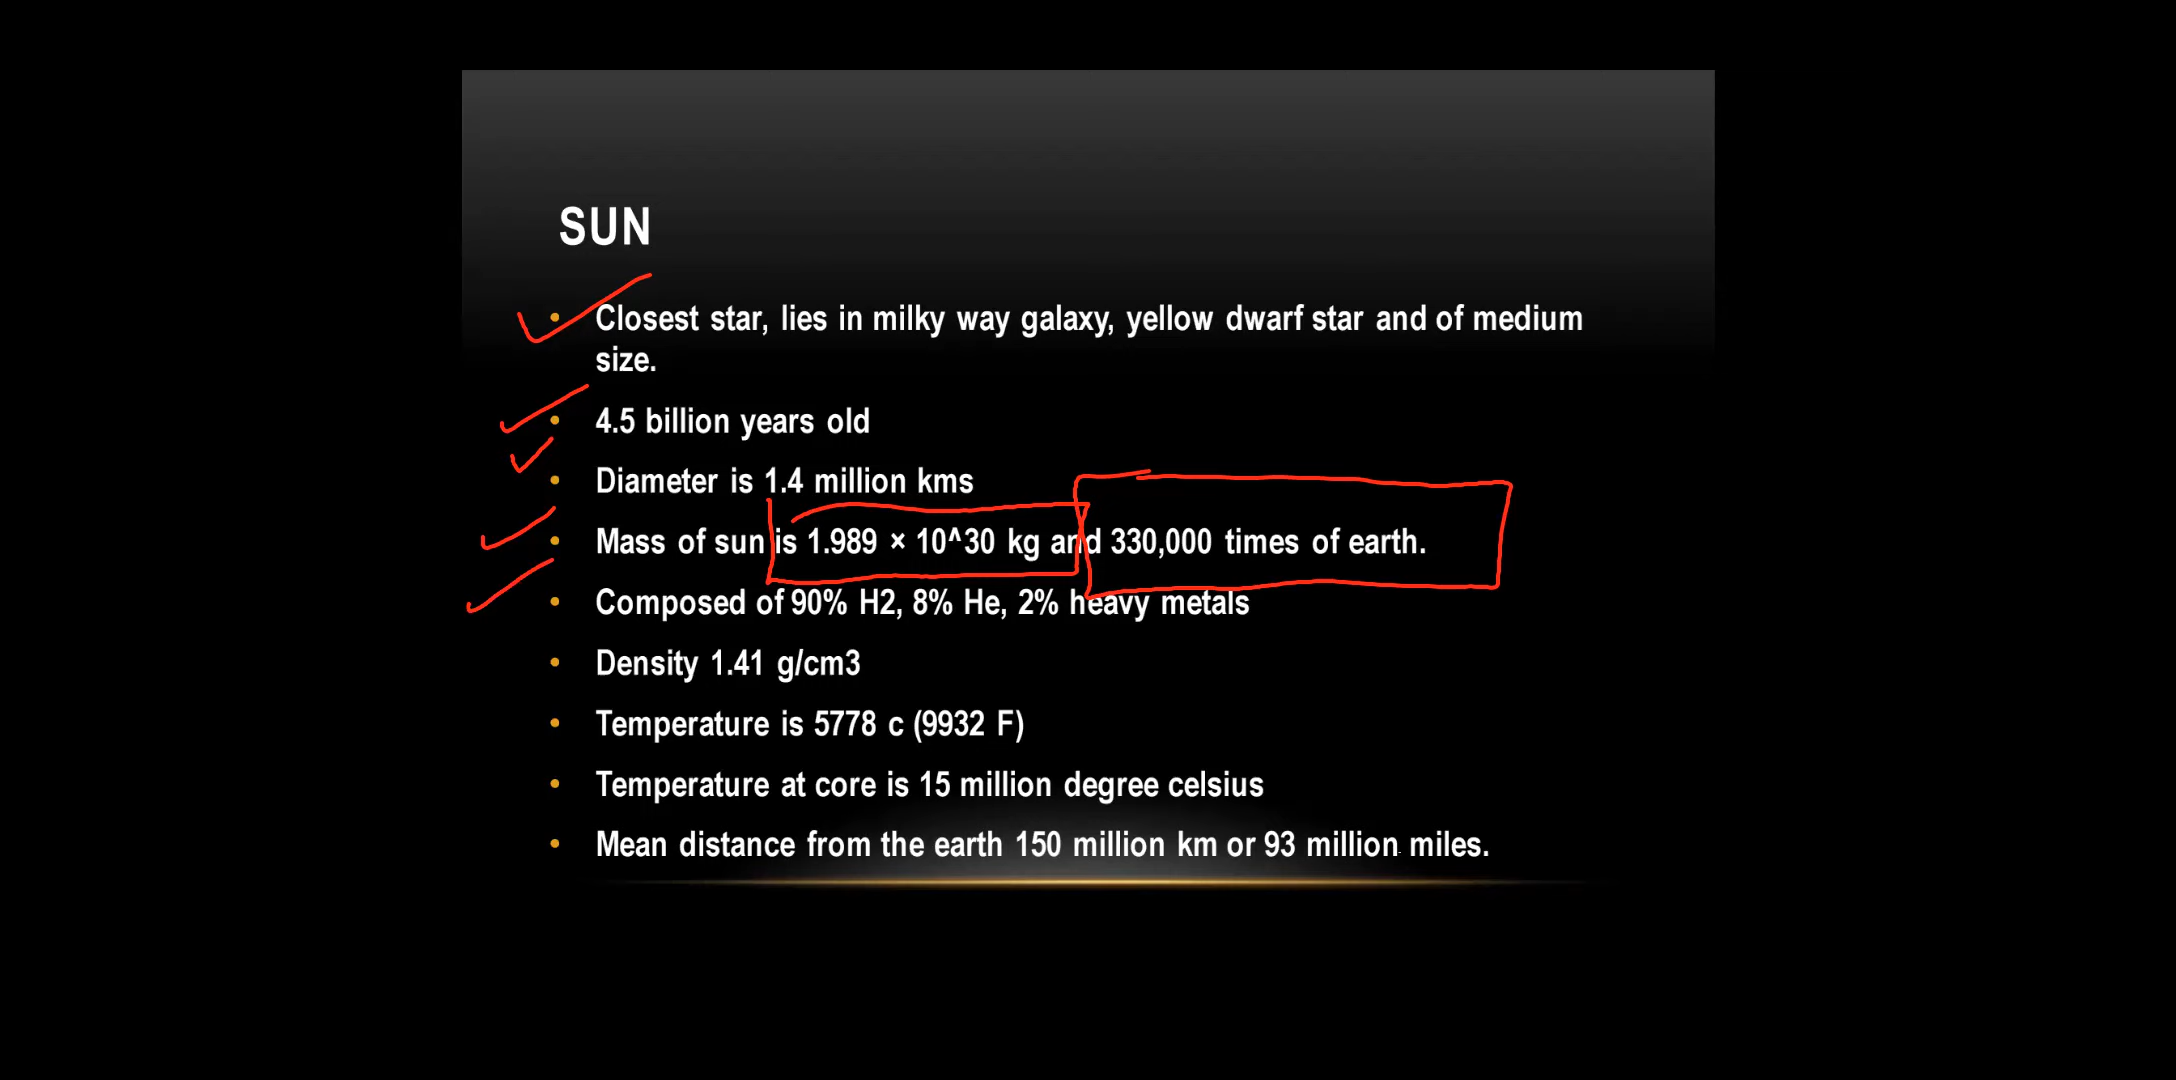 SUN
Closest star, lies in milky way galaxy, yellow dwarf star and of medium
size.
4.5 billion years old
Diameter is 1.4 million kms
Mass of sun is 1.989 × 10^30 kg and 330,000 times of earth.
Composed of 90% H2, 8% He, 2% heavy metals
Density 1.41 g/cm3
Temperature is 5778 c (9932 F)
Temperature at core is 15 million degree celsius
Mean distance from the earth 150 million km or 93 million miles.